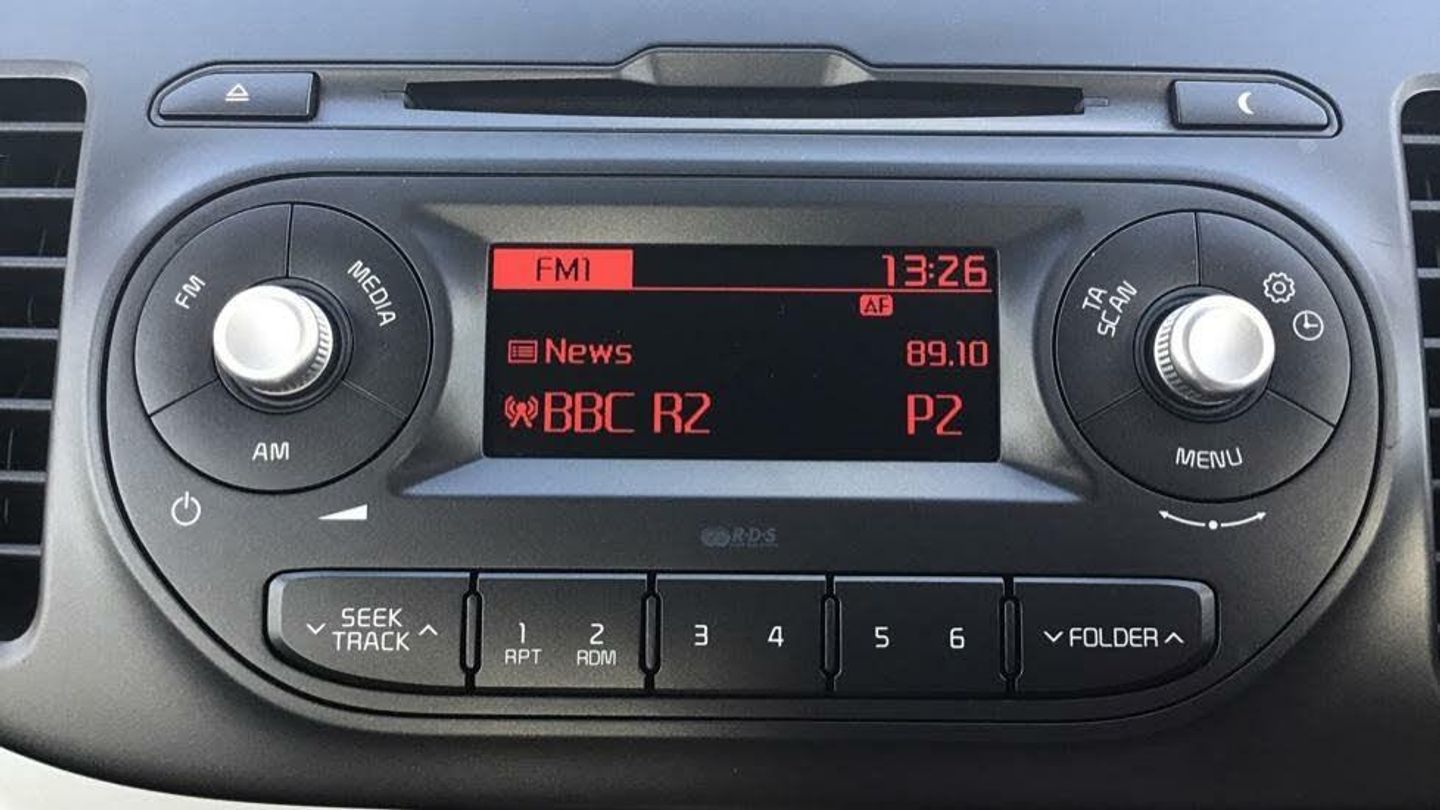 FM1 13:26
AF
News 89.10
BBC R2 P2
FM
MEDIA
AM
TA
SCAN
MENU
R·D·S
SEEK
TRACK
1 2 3 4 5 6
RPT RDM
FOLDER